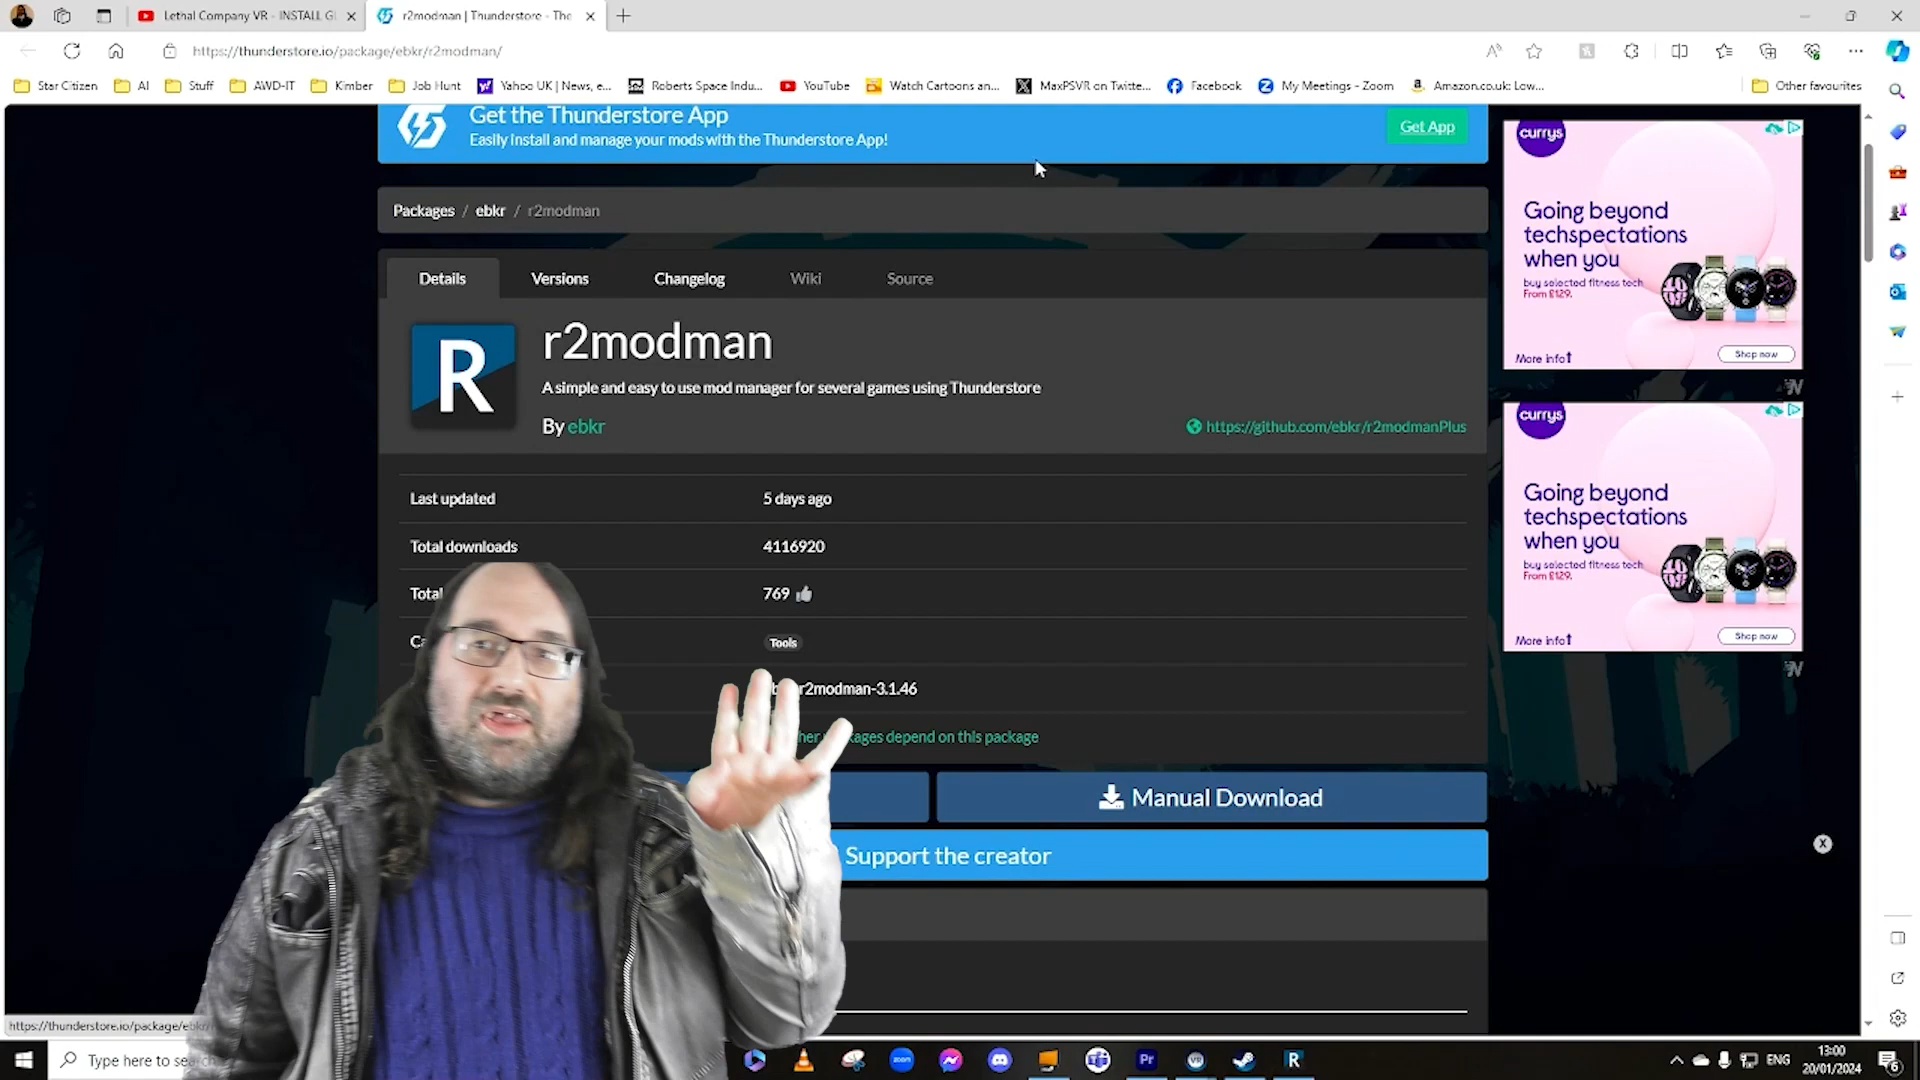 Lethal Company VR - INSTALL G
r2modman | Thunderstore - The
https://thunderstore.io/package/ebkr/r2modman/
Star Citizen
AI
Stuff
AWD-IT
Kimber
Job Hunt
Yahoo UK | News, e...
Roberts Space Indu...
YouTube
Watch Cartoons an...
MaxPSVR on Twitte...
Facebook
My Meetings - Zoom
Amazon.co.uk: Low...
Other favourites
Get the Thunderstore App
Easily install and manage your mods with the Thunderstore App!
Get App
Packages / ebkr / r2modman
Details
Versions
Changelog
Wiki
Source
R
r2modman
A simple and easy to use mod manager for several games using Thunderstore
By ebkr
https://github.com/ebkr/r2modmanPlus
Last updated
5 days ago
Total downloads
4116920
Total
769
Ca
Tools
r2modman-3.1.46
ages depend on this package
Manual Download
Support the creator
currys
Going beyond
techspectations
when you
buy selected fitness tech
From £129.
More info
Shop now
currys
Going beyond
techspectations
when you
buy selected fitness tech
From £129.
More info
Shop now
X
https://thunderstore.io/package/ebkr
Type here to search
zoom
Pr
VR
R
ENG
13:00
20/01/2024
6